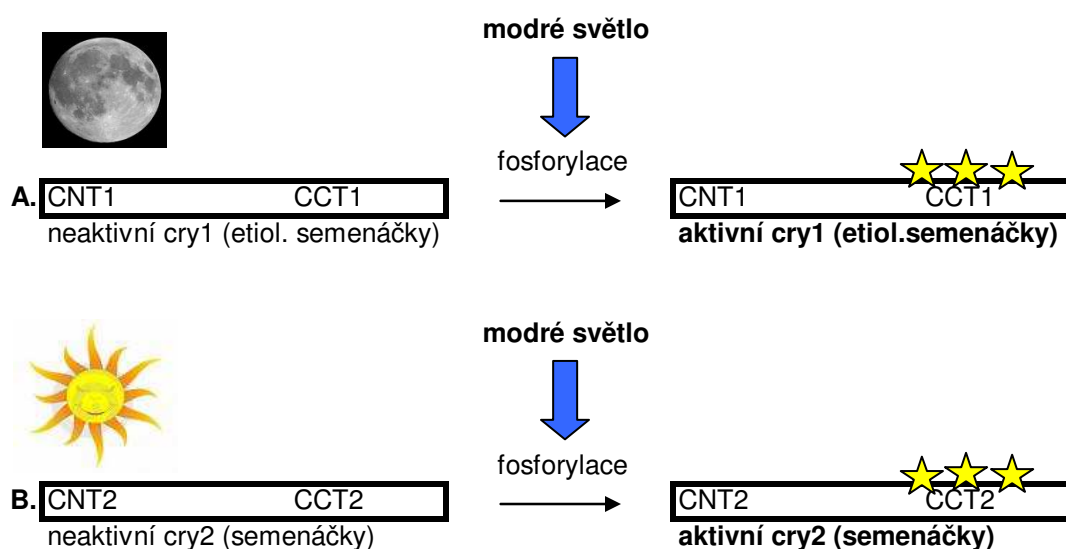 modré světlo
fosforylace
A. CNT1 CCT1 CNT1 CCT1
neaktivní cry1 (etiol. semenáčky) aktivní cry1 (etiol.semenáčky)
modré světlo
fosforylace
B. CNT2 CCT2 CNT2 CCT2
neaktivní cry2 (semenáčky) aktivní cry2 (semenáčky)